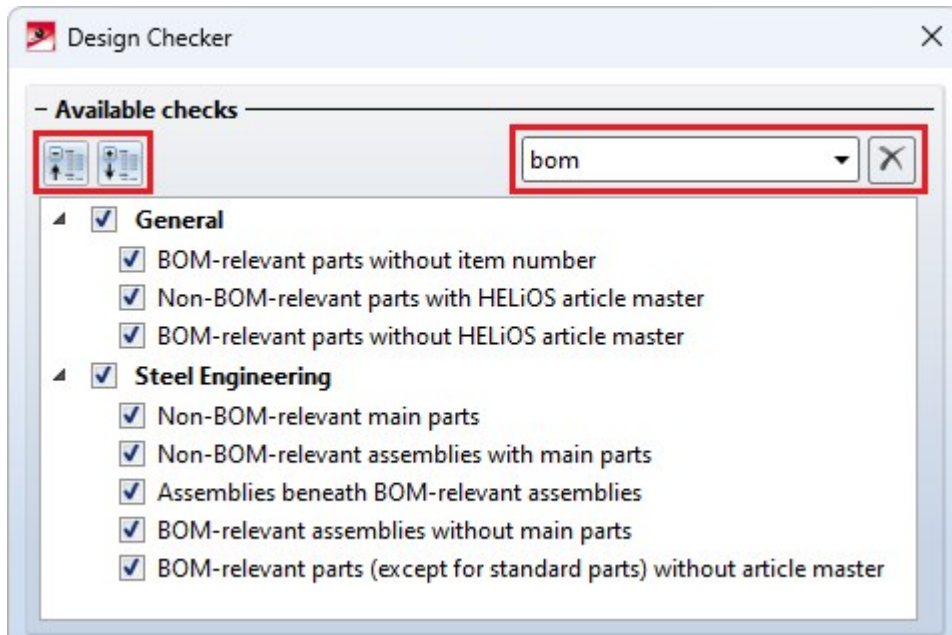 Design Checker
Available checks
bom
General
BOM-relevant parts without item number
Non-BOM-relevant parts with HELiOS article master
BOM-relevant parts without HELiOS article master
Steel Engineering
Non-BOM-relevant main parts
Non-BOM-relevant assemblies with main parts
Assemblies beneath BOM-relevant assemblies
BOM-relevant assemblies without main parts
BOM-relevant parts (except for standard parts) without article master